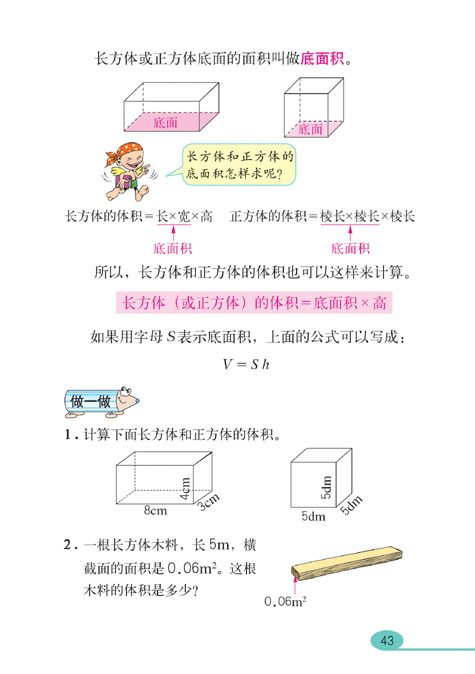 长方体或正方体底面的面积叫做底面积。
底面
底面
长方体和正方体的
底面积怎样求呢？
长方体的体积＝长×宽×高 正方体的体积＝棱长×棱长×棱长
底面积 底面积
所以，长方体和正方体的体积也可以这样来计算。
长方体（或正方体）的体积＝底面积×高
如果用字母S表示底面积，上面的公式可以写成：
V＝Sh
做一做
1．计算下面长方体和正方体的体积。
4cm
3cm
8cm
5dm
5dm
5dm
2．一根长方体木料，长5m，横
截面的面积是0.06m²。这根
木料的体积是多少？
0.06m²
43